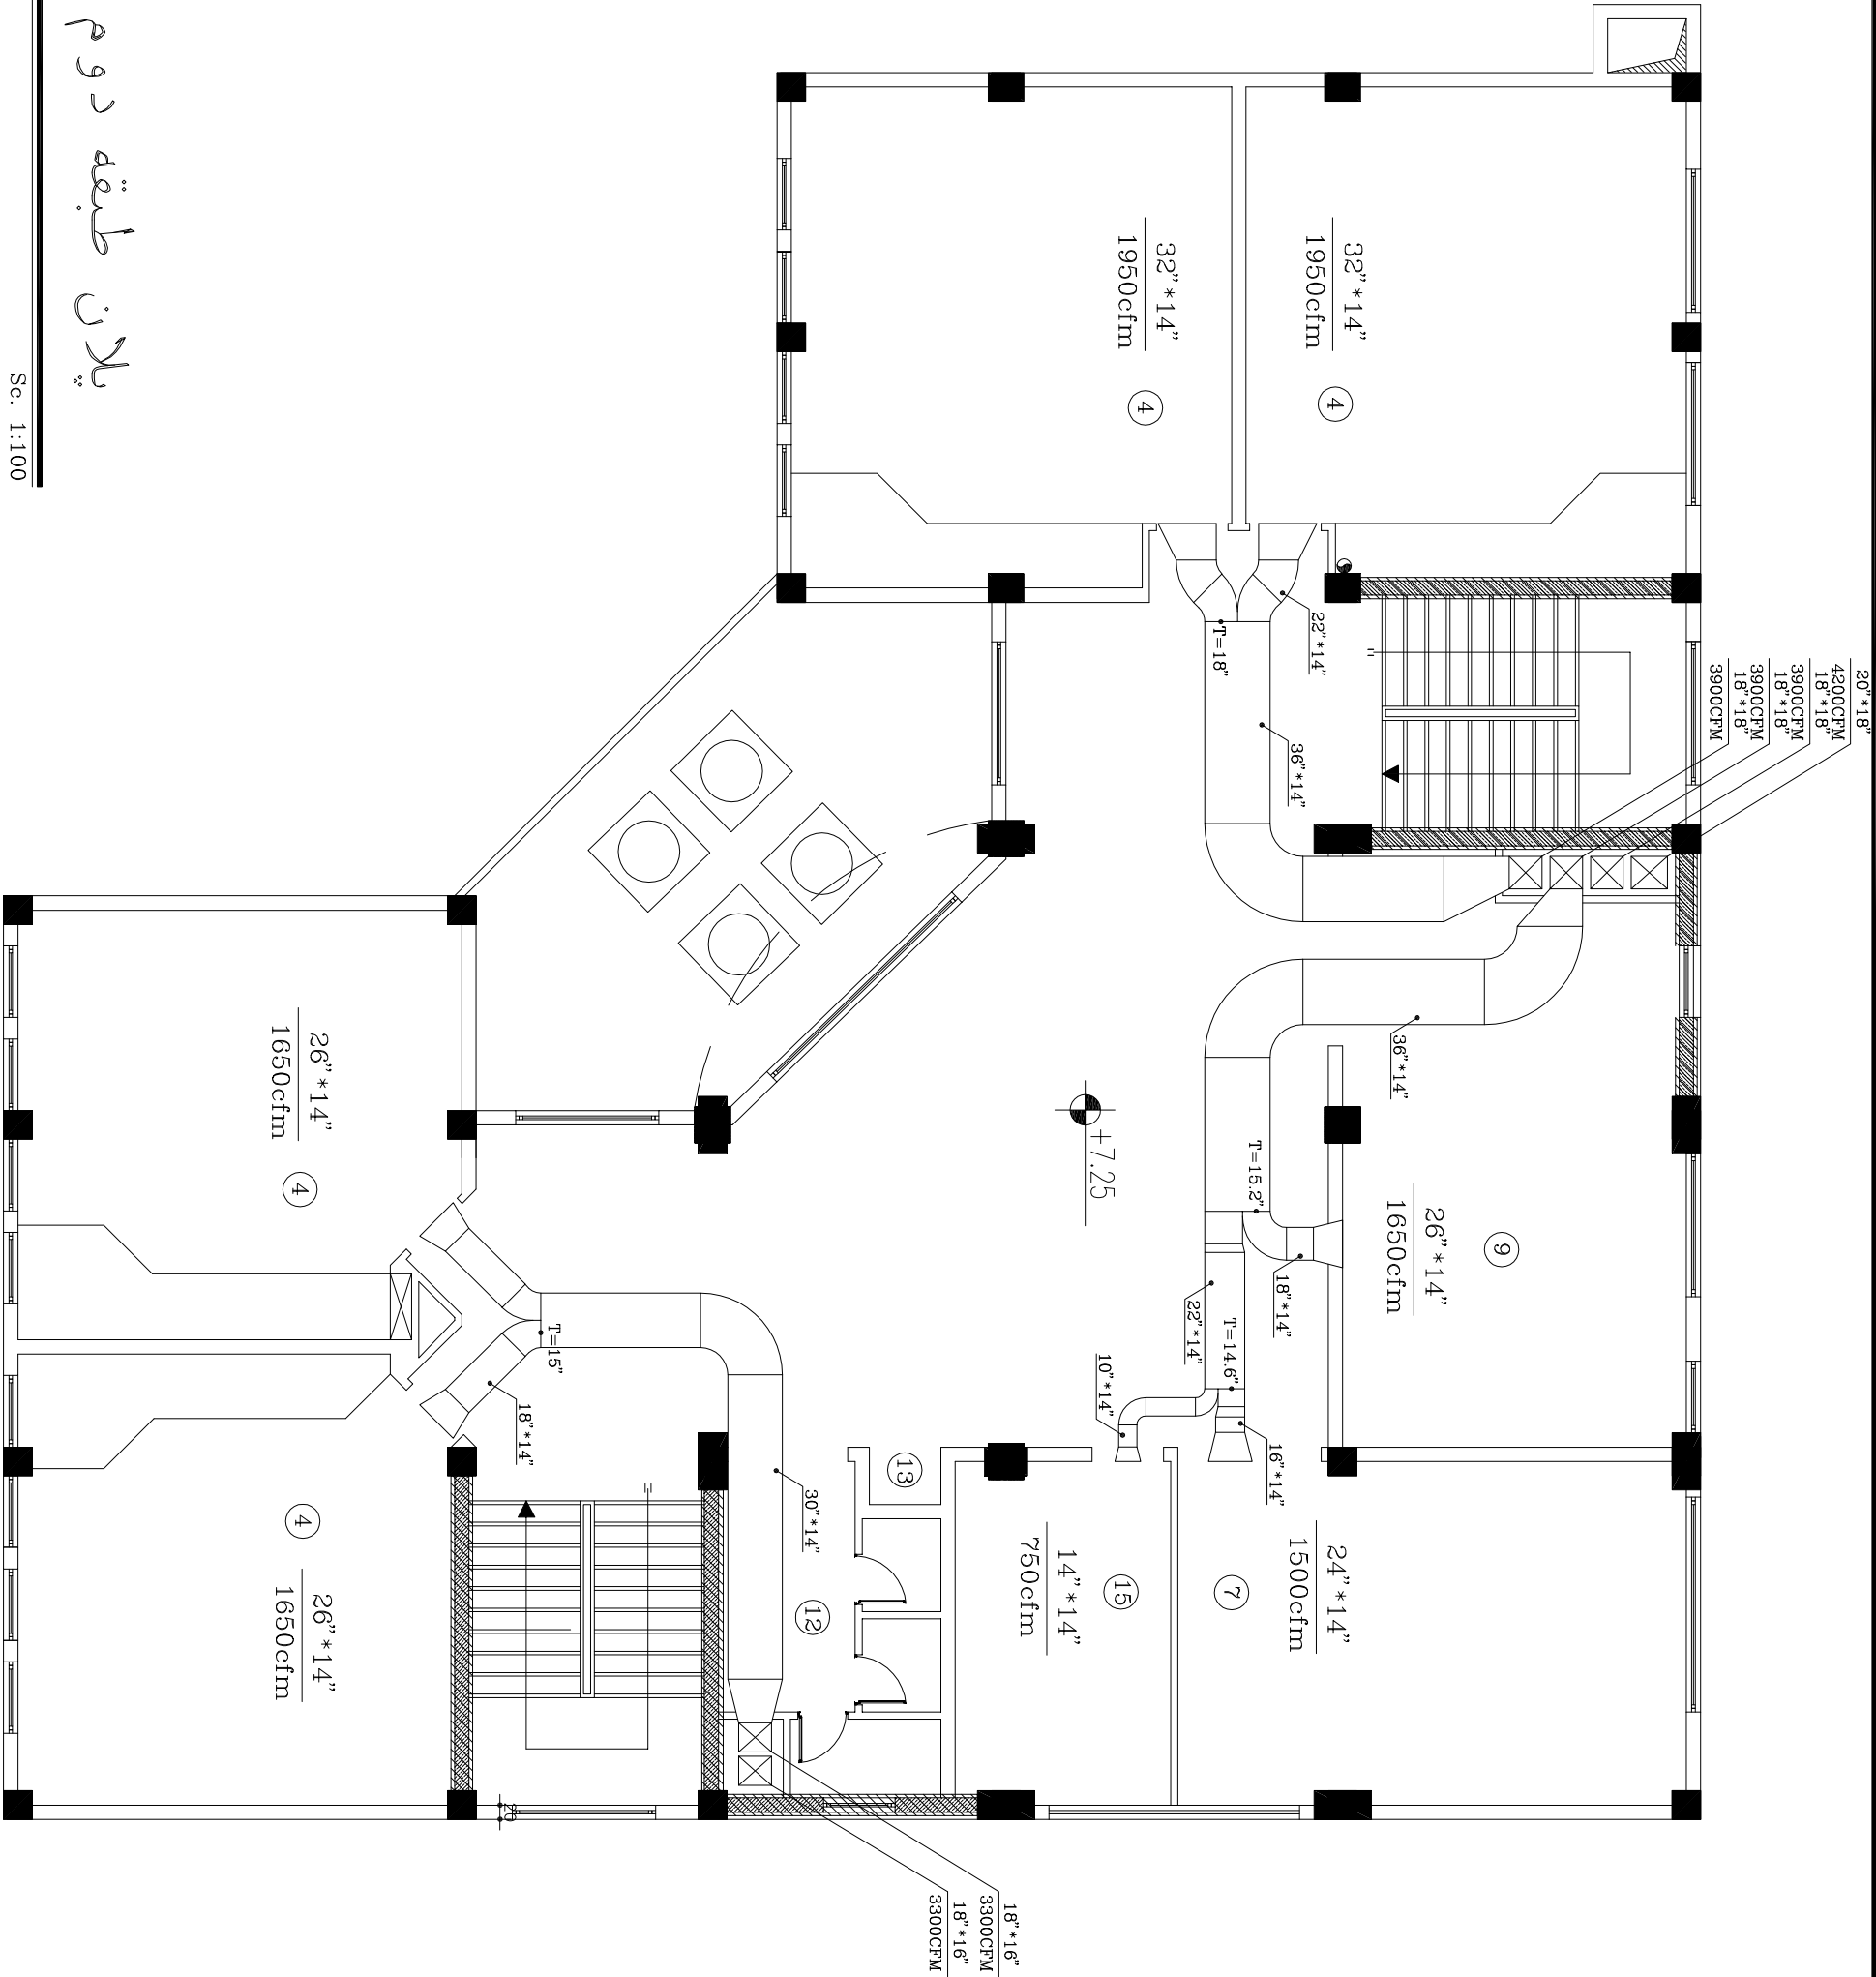 20"*18"
4200CFM
18"*18"
3900CFM
18"*18"
3900CFM
18"*18"
3900CFM
32"*14"
1950cfm
4
32"*14"
1950cfm
4
22"*14"
T=18"
36"*14"
36"*14"
+7.25
T=15.2"
18"*14"
22"*14"
T=14.6"
10"*14"
16"*14"
9
26"*14"
1650cfm
24"*14"
1500cfm
7
15
14"*14"
750cfm
13
12
30"*14"
T=15"
18"*14"
26"*14"
1650cfm
4
4
26"*14"
1650cfm
20
18"*16"
3300CFM
18"*16"
3300CFM
پلان طبقه دوم
Sc. 1:100